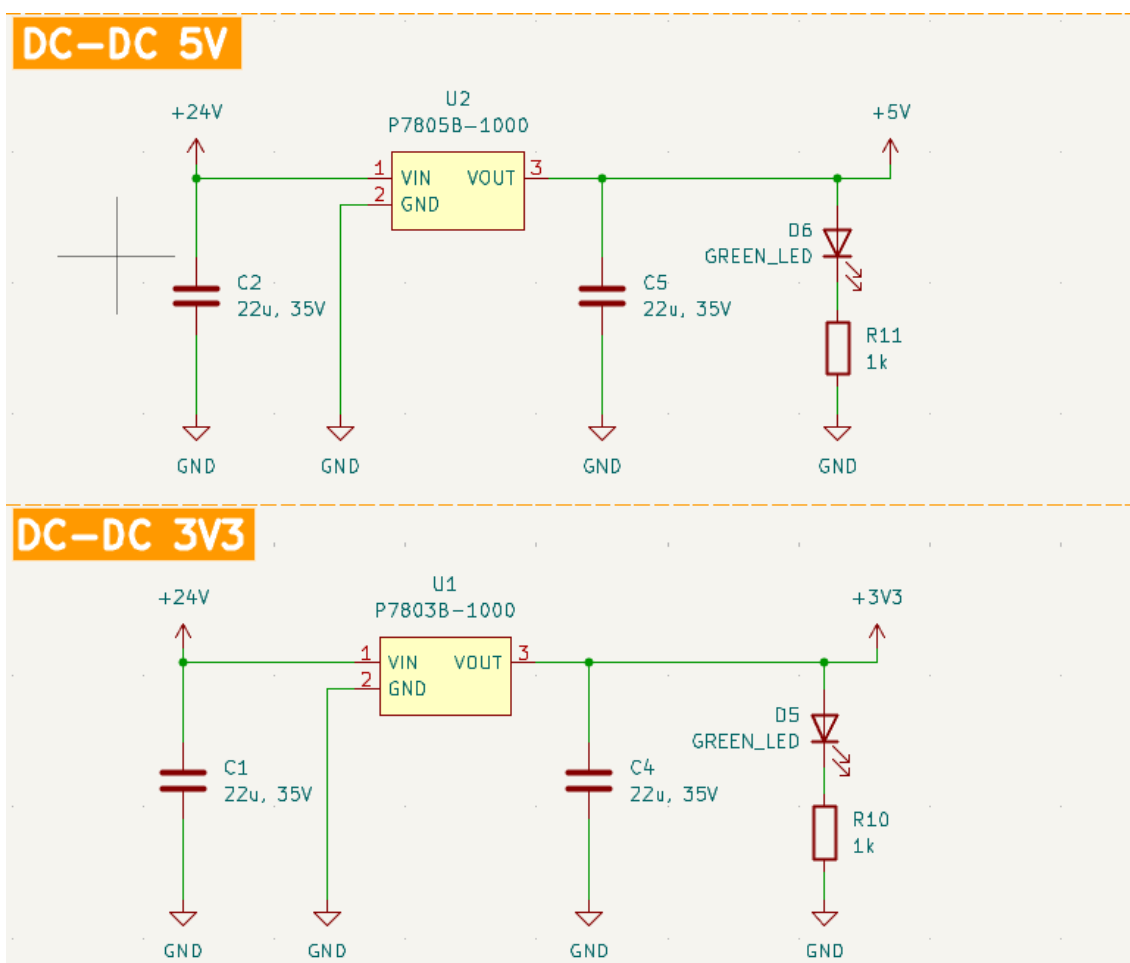 DC-DC 5V
U2
+24V
P7805B-1000
+5V
1 VIN VOUT 3
2 GND
D6
GREEN_LED
C2
22u, 35V
C5
22u, 35V
R11
1k
GND GND GND GND
DC-DC 3V3
U1
+24V
P7803B-1000
+3V3
1 VIN VOUT 3
2 GND
D5
GREEN_LED
C1
22u, 35V
C4
22u, 35V
R10
1k
GND GND GND GND